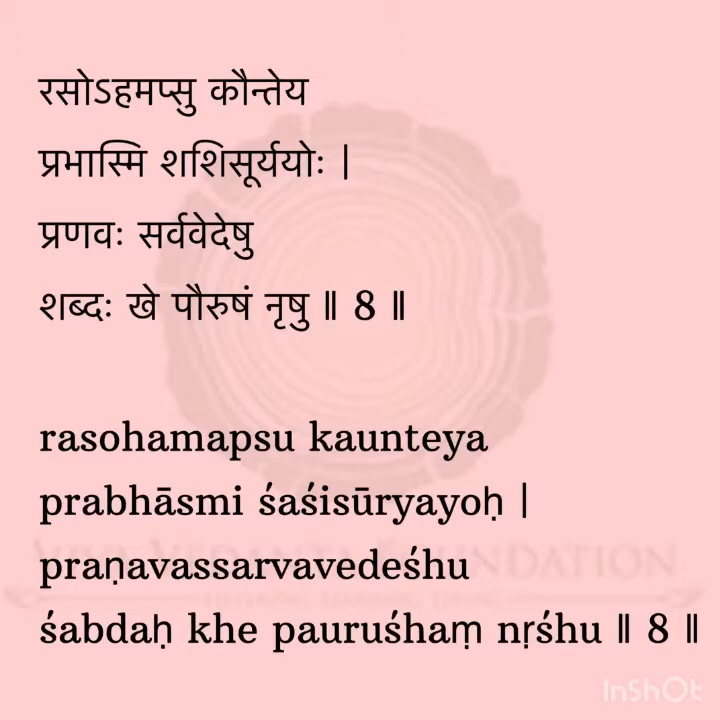 रसोऽहमप्सु कौन्तेय
प्रभास्मि शशिसूर्ययोः |
प्रणवः सर्ववेदेषु
शब्दः खे पौरुषं नृषु ॥ 8 ॥
rasohamapsu kaunteya
prabhāsmi śaśisūryayoḥ |
praṇavassarvavedeśhu
śabdaḥ khe pauruśhaṃ nṛśhu ॥ 8 ॥
InShOt